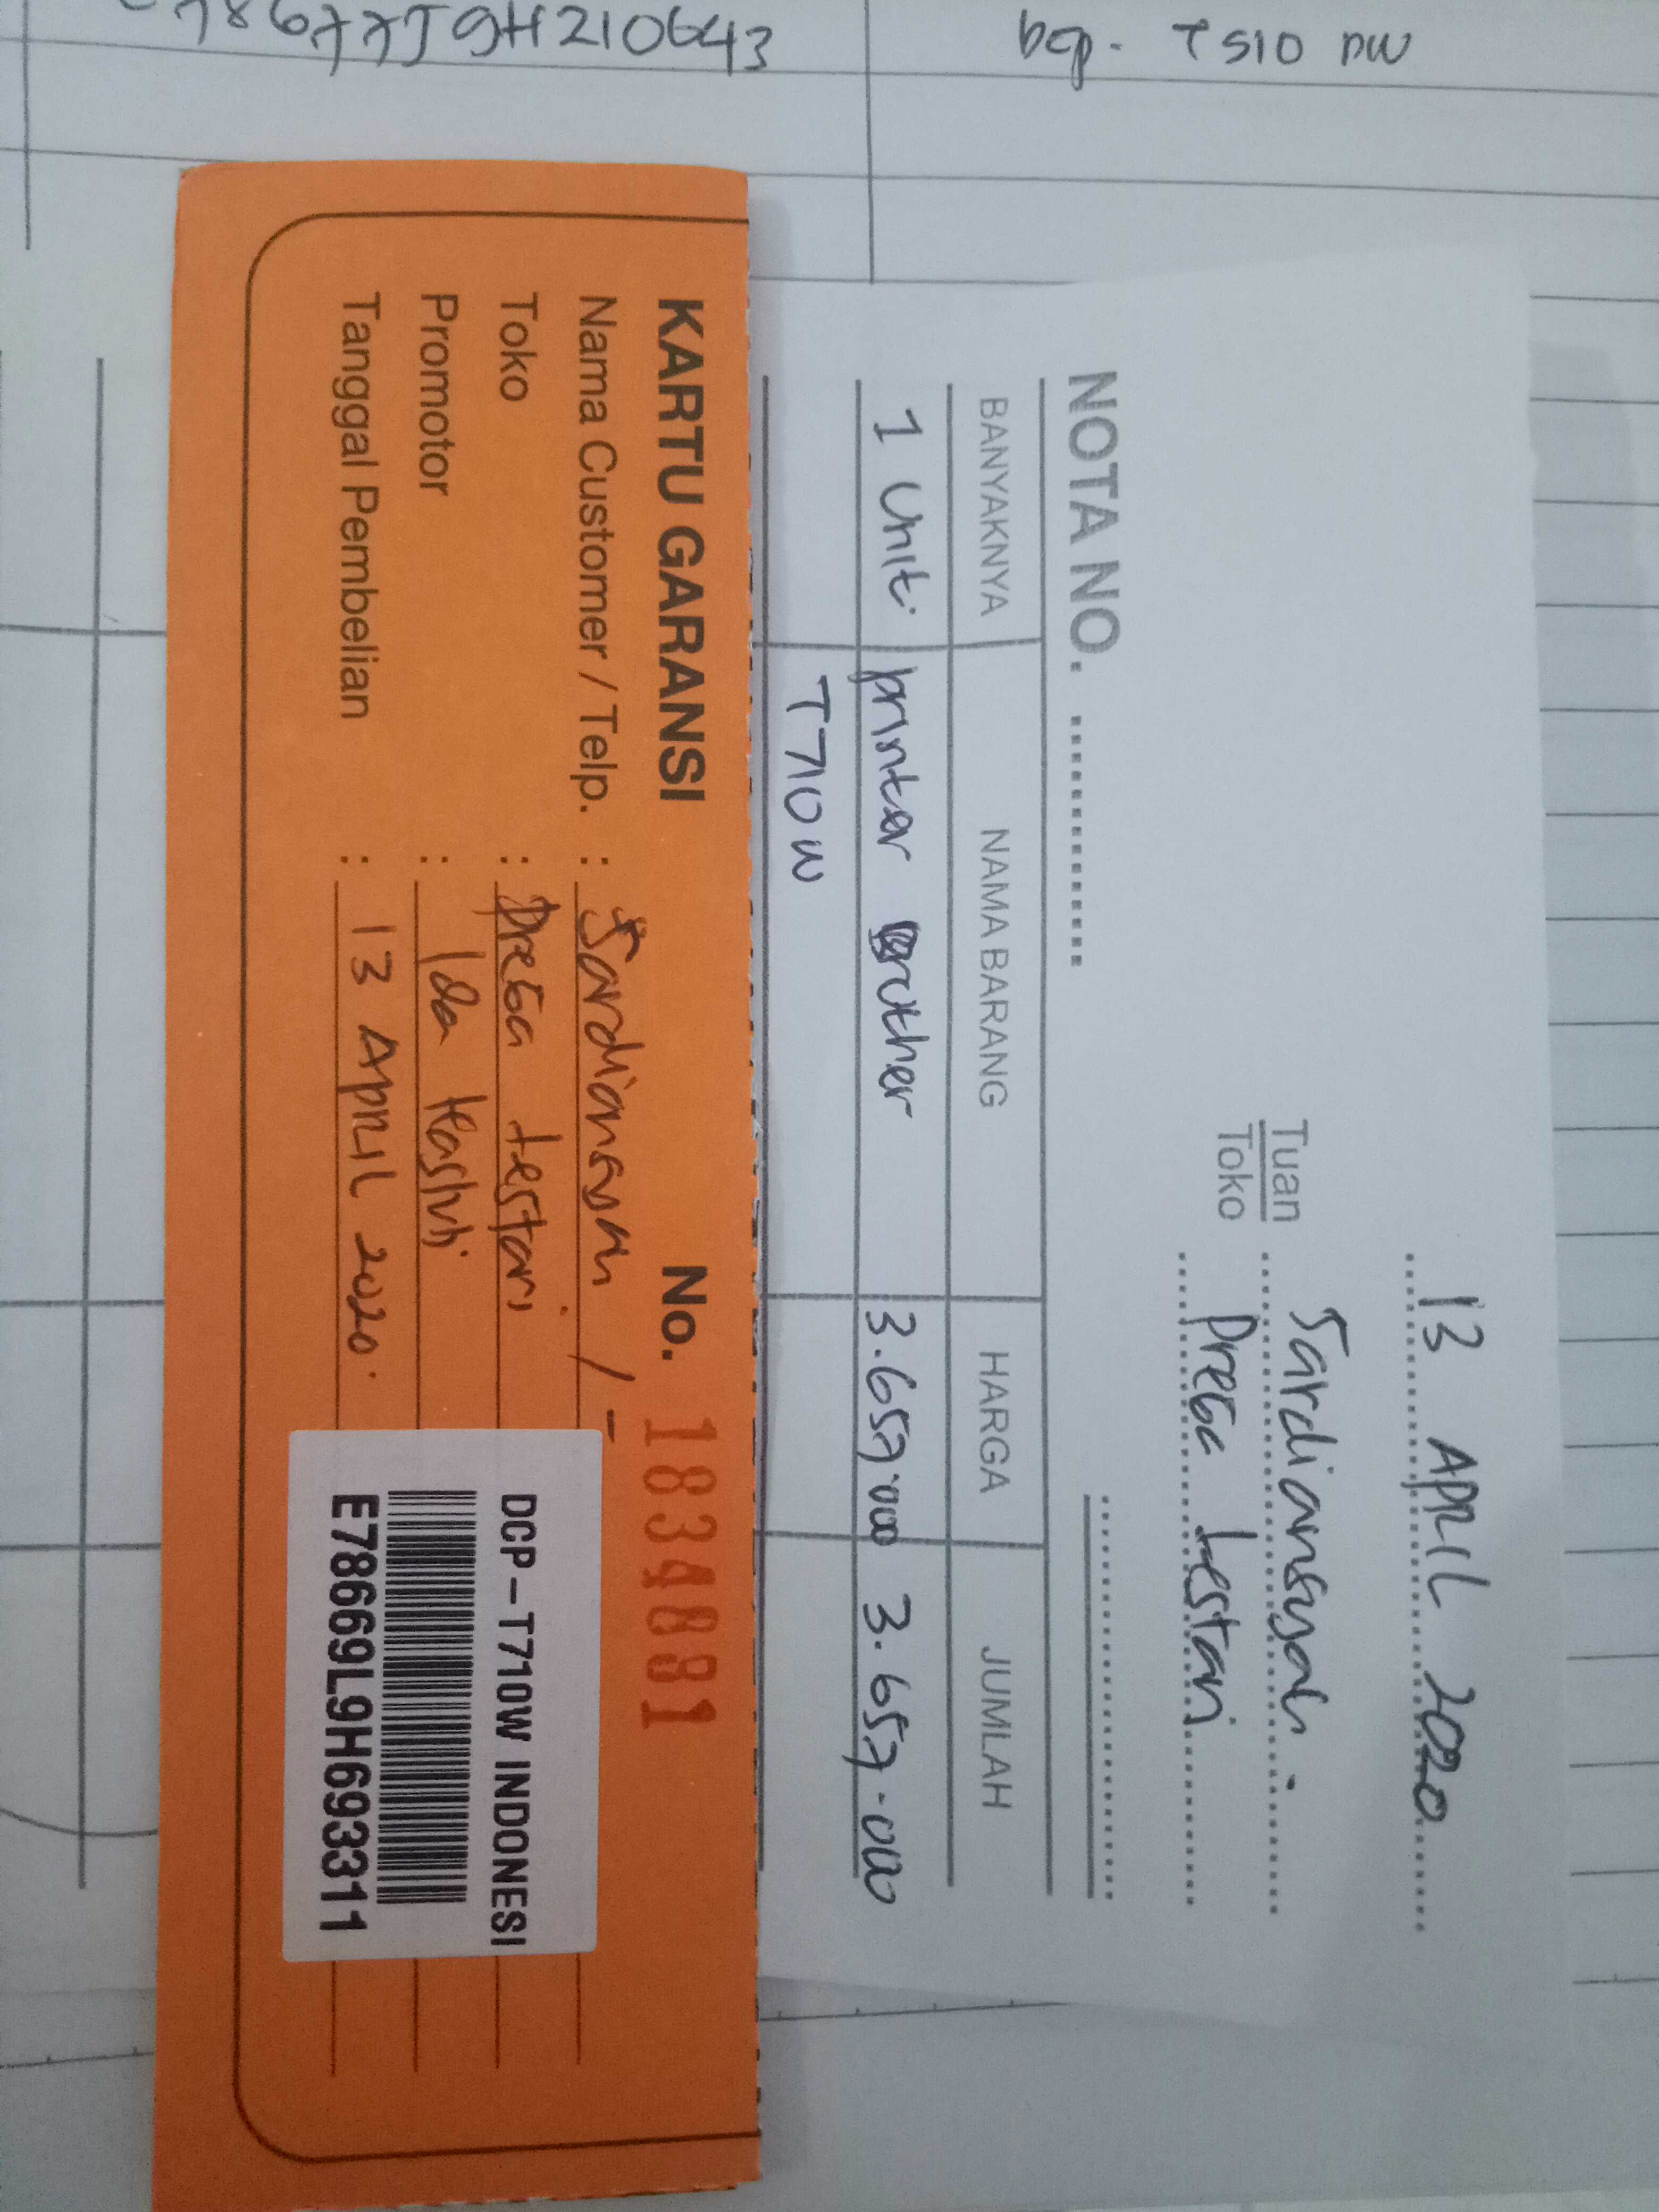 bcp. T510 DW
13 APRIL 2020
Tuan Sardiansyah
Toko Prega Lestari
NOTA NO. ............
BANYAKNYA NAMA BARANG HARGA JUMLAH
1 Unit. printer Brother 3.657.000 3.657.000
T710W
KARTU GARANSI No. 1834881
Nama Customer / Telp. : Sardiansyah / -
Toko : Prega Lestari
Promotor : Ida
Tanggal Pembelian : 13 APRIL 2020.
DCP-T710W INDONESI
E78669L9H693311